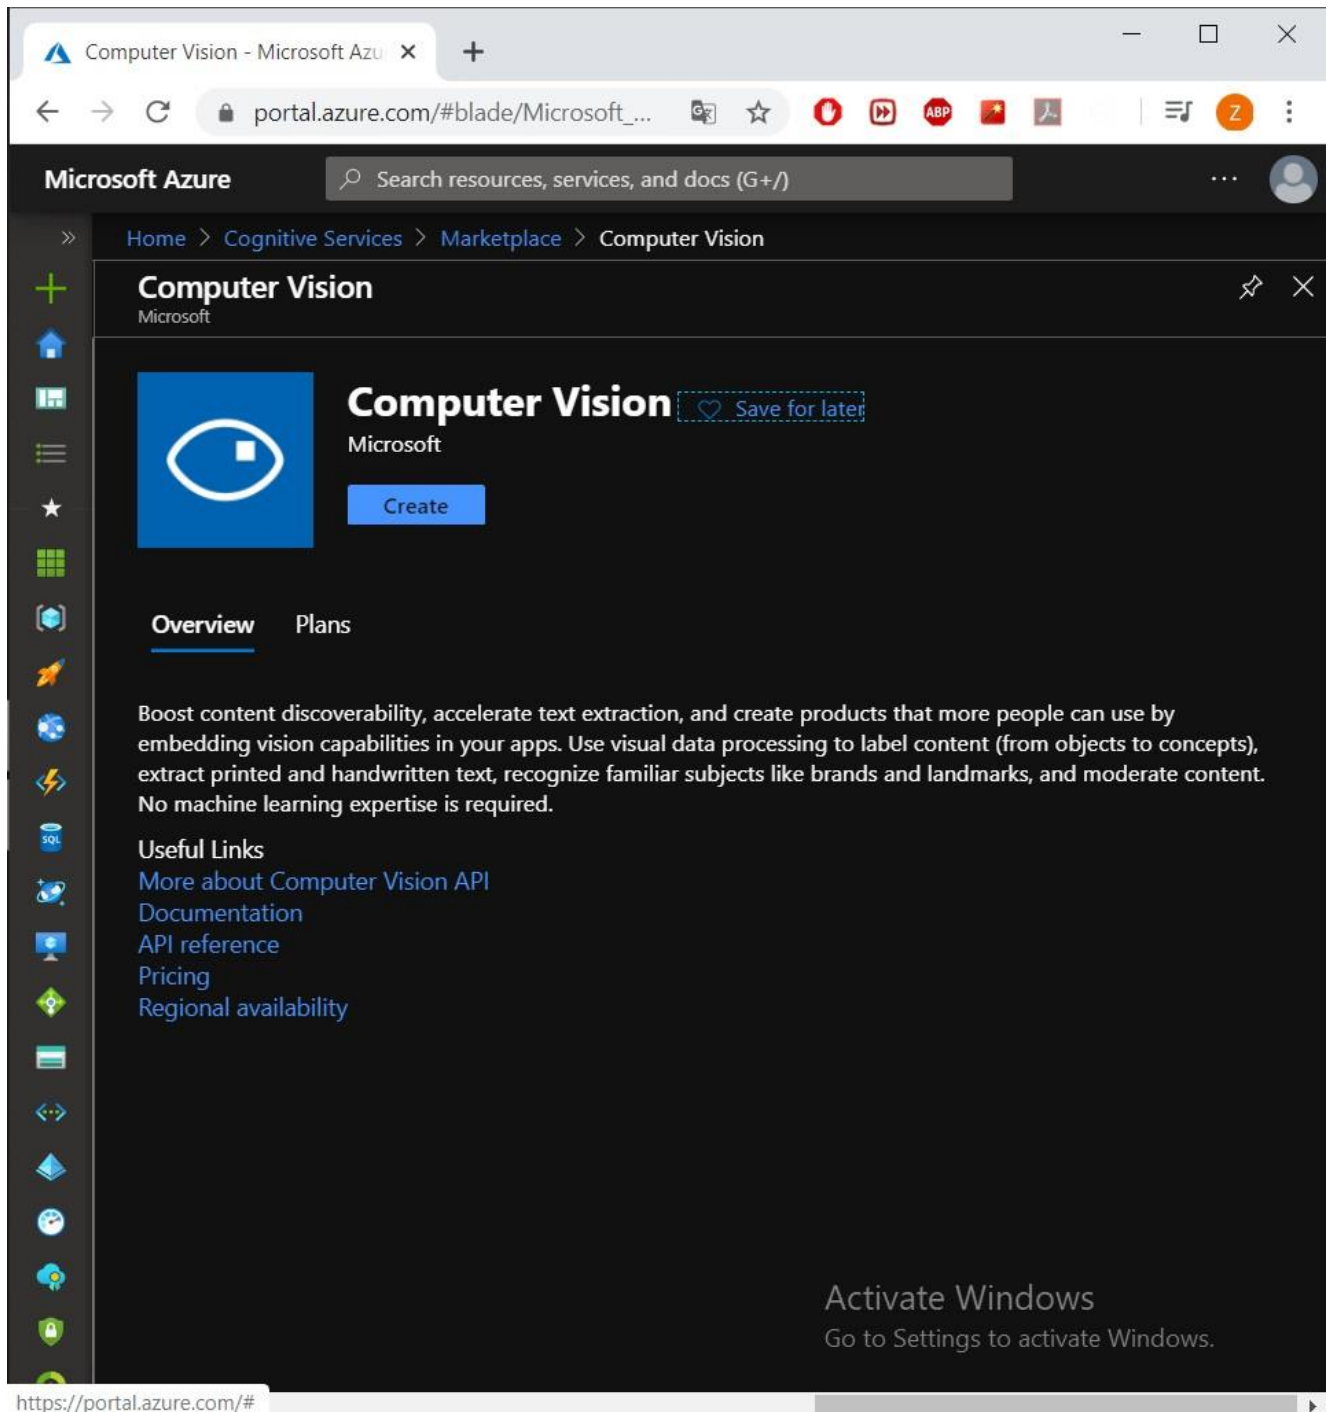 Computer Vision - Microsoft Azu
portal.azure.com/#blade/Microsoft_...
ABP
Z
Microsoft Azure
Search resources, services, and docs (G+/)
Home > Cognitive Services > Marketplace > Computer Vision
Computer Vision
Microsoft
Computer Vision
Save for later
Microsoft
Create
Overview Plans
Boost content discoverability, accelerate text extraction, and create products that more people can use by
embedding vision capabilities in your apps. Use visual data processing to label content (from objects to concepts),
extract printed and handwritten text, recognize familiar subjects like brands and landmarks, and moderate content.
No machine learning expertise is required.
SQL
Useful Links
More about Computer Vision API
Documentation
API reference
Pricing
Regional availability
Activate Windows
Go to Settings to activate Windows.
https://portal.azure.com/#